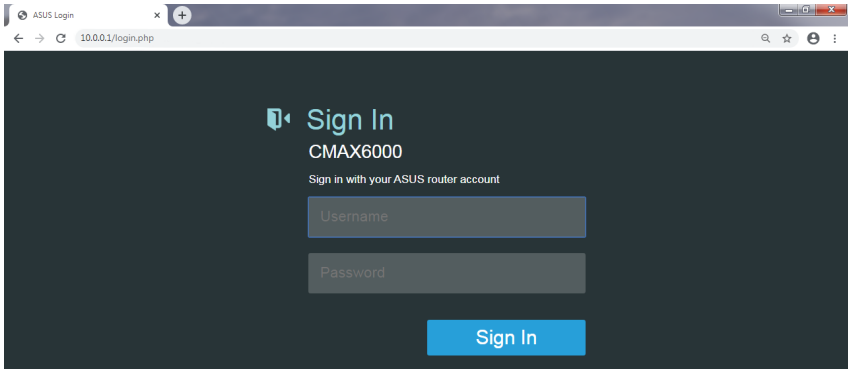 ASUS Login
10.0.0.1/login.php
Sign In
CMAX6000
Sign in with your ASUS router account
Username
Password
Sign In